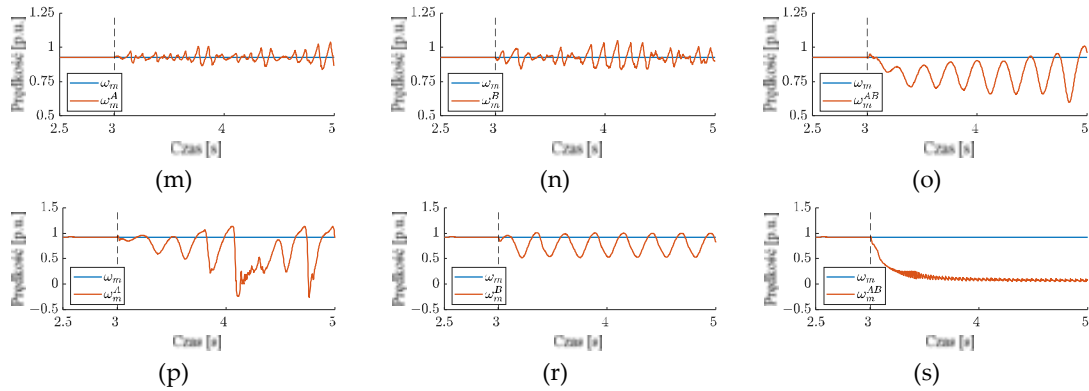 1.25
1
0.75
0.5
Prędkość [p.u.]
ω_m
ω_m^A
2.5 3 4 5
Czas [s]
(m)
1.25
1
0.75
0.5
Prędkość [p.u.]
ω_m
ω_m^B
2.5 3 4 5
Czas [s]
(n)
1.25
1
0.75
0.5
Prędkość [p.u.]
ω_m
ω_m^{AB}
2.5 3 4 5
Czas [s]
(o)
1.5
1
0.5
0
−0.5
Prędkość [p.u.]
ω_m
ω_m^A
2.5 3 4 5
Czas [s]
(p)
1.5
1
0.5
0
−0.5
Prędkość [p.u.]
ω_m
ω_m^B
2.5 3 4 5
Czas [s]
(r)
1.5
1
0.5
0
−0.5
Prędkość [p.u.]
ω_m
ω_m^{AB}
2.5 3 4 5
Czas [s]
(s)